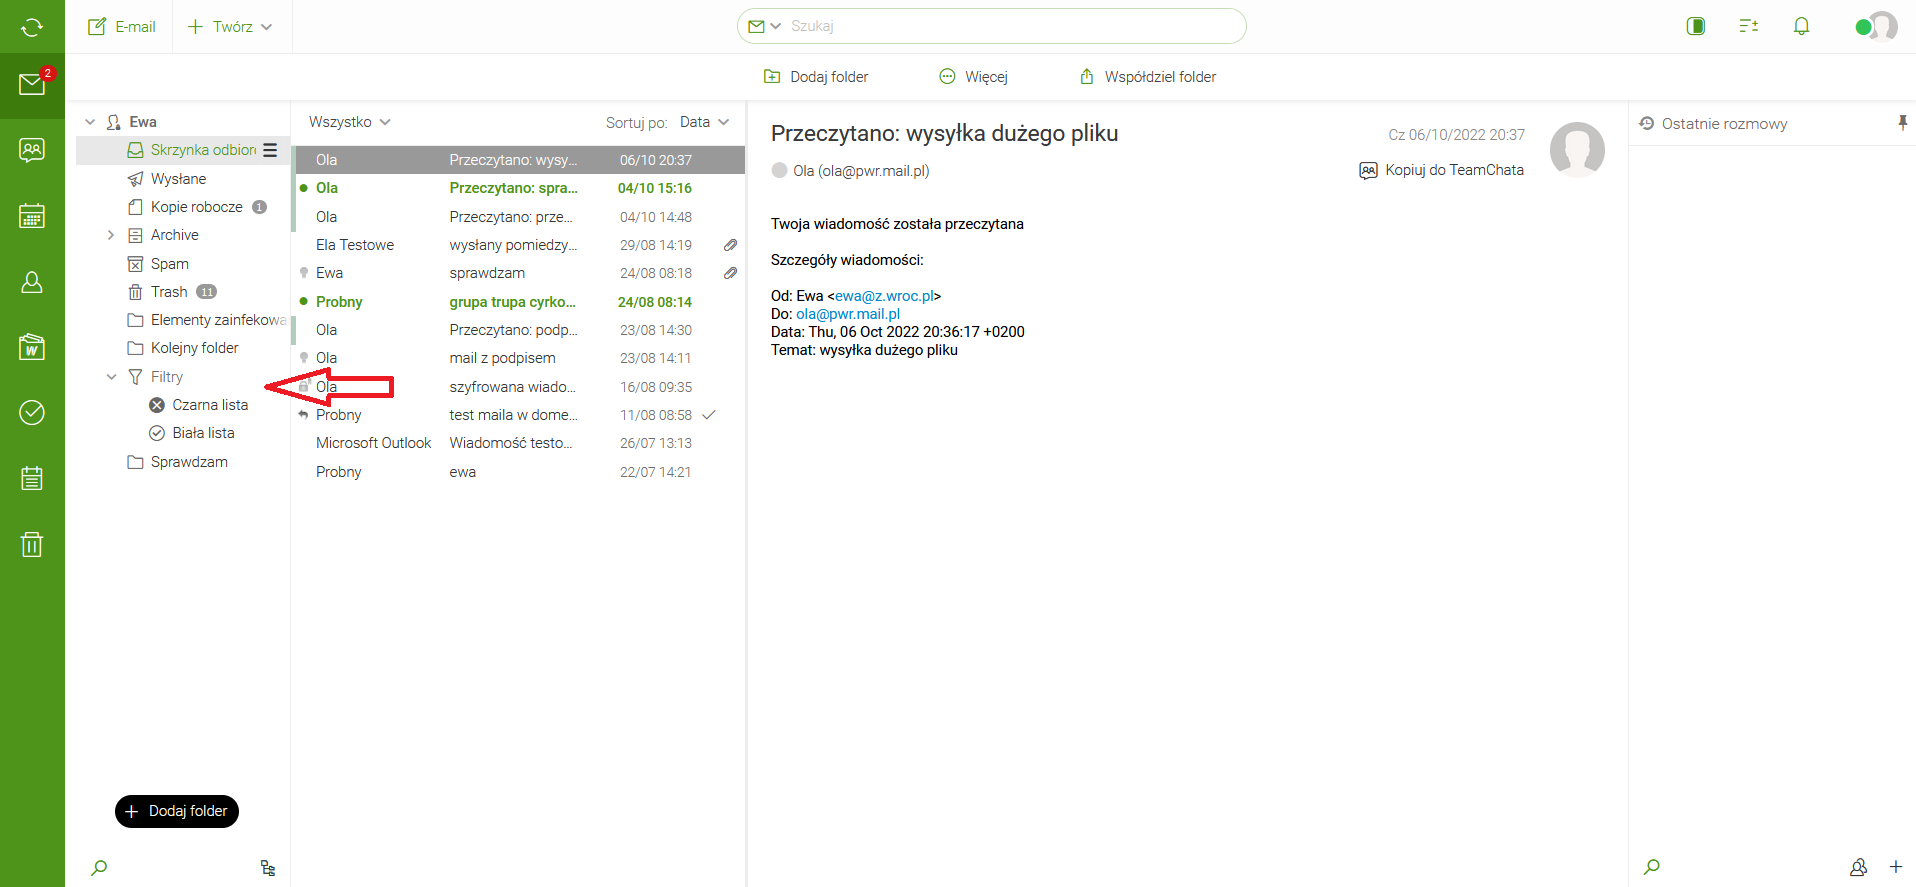 E-mail
Twórz
Szukaj
2
Dodaj folder
Więcej
Współdziel folder
Ewa
Skrzynka odbiorc
Wysłane
Kopie robocze 1
Archive
Spam
Trash 11
Elementy zainfekowa
Kolejny folder
Filtry
Czarna lista
Biała lista
Sprawdzam
Dodaj folder
Wszystko
Sortuj po: Data
Ola Przeczytano: wysy... 06/10 20:37
Ola Przeczytano: spra... 04/10 15:16
Ola Przeczytano: prze... 04/10 14:48
Ela Testowe wysłany pomiedzy... 29/08 14:19
Ewa sprawdzam 24/08 08:18
Probny grupa trupa cyrko... 24/08 08:14
Ola Przeczytano: podp... 23/08 14:30
Ola mail z podpisem 23/08 14:11
Ola szyfrowana wiado... 16/08 09:35
Probny test maila w dome... 11/08 08:58
Microsoft Outlook Wiadomość testo... 26/07 13:13
Probny ewa 22/07 14:21
Przeczytano: wysyłka dużego pliku
Cz 06/10/2022 20:37
Ola (ola@pwr.mail.pl)
Kopiuj do TeamChata
Twoja wiadomość została przeczytana
Szczegóły wiadomości:
Od: Ewa <ewa@z.wroc.pl>
Do: ola@pwr.mail.pl
Data: Thu, 06 Oct 2022 20:36:17 +0200
Temat: wysyłka dużego pliku
Ostatnie rozmowy